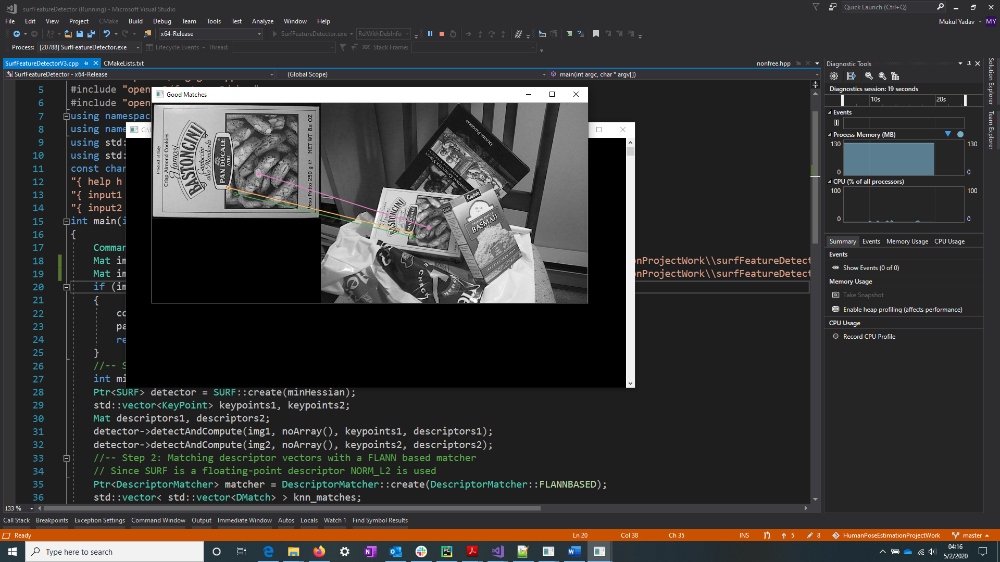 surfFeatureDetector (Running) - Microsoft Visual Studio
Quick Launch (Ctrl+Q)
File Edit View Project CMake Build Debug Team Tools Test Analyze Window Help
Mukul Yadav MY
x64-Release SurfFeatureDetector.exe RelWithDebInfo
Process: [20788] SurfFeatureDetector.exe Lifecycle Events Thread: Stack Frame:
SurfFeatureDetectorV3.cpp CMakeLists.txt nonfree.hpp
SurfFeatureDetector - x64-Release (Global Scope) main(int argc, char * argv[])
5 #include "open
6 #include "open
7 using namespac
8 using name
9 using std:
10 using std:
11 const char
12 "{ help h
13 "{ input1
14 "{ input2
15 int main(i
16 {
17 Comman
18 Mat im onProjectWork\\surfFeatureDetect
19 Mat im onProjectWork\\surfFeatureDetect
20 if (im
21 {
22 co
23 pa
24 re
25 }
26 //-- S
27 int mi
28 Ptr<SURF> detector = SURF::create(minHessian);
29 std::vector<KeyPoint> keypoints1, keypoints2;
30 Mat descriptors1, descriptors2;
31 detector->detectAndCompute(img1, noArray(), keypoints1, descriptors1);
32 detector->detectAndCompute(img2, noArray(), keypoints2, descriptors2);
33 //-- Step 2: Matching descriptor vectors with a FLANN based matcher
34 // Since SURF is a floating-point descriptor NORM_L2 is used
35 Ptr<DescriptorMatcher> matcher = DescriptorMatcher::create(DescriptorMatcher::FLANNBASED);
36 std::vector< std::vector<DMatch> > knn_matches;
Good Matches
C:\
Product of Italy
Crisp Almond Cookies
Famosi
BASTONCINI
Cantuccini
alla Mandorla
PAN DUCALE
ATRI
Peso Netto 250 g e NET WT 8.8 OZ
OLIVIER FAUGERAS
COMPUTER VISION
BASTONCINI
PAN DUCALE
Casbah
PREMIUM QUALITY
BASMATI
IMPORTED FROM INDIA
CHECK
Kodak
133 %
Diagnostic Tools
Diagnostics session: 19 seconds
10s 20s
Events
Process Memory (MB)
130 130
0 0
CPU (% of all processors)
100 100
0 0
Summary Events Memory Usage CPU Usage
Events
Show Events (0 of 0)
Memory Usage
Take Snapshot
Enable heap profiling (affects performance)
CPU Usage
Record CPU Profile
Solution Explorer
Team Explorer
Call Stack Breakpoints Exception Settings Command Window Output Immediate Window Autos Locals Watch 1 Find Symbol Results
Ready Ln 20 Col 38 Ch 35 INS 5 8 HumanPoseEstimationProjectWork master
Type here to search
04:16
5/2/2020